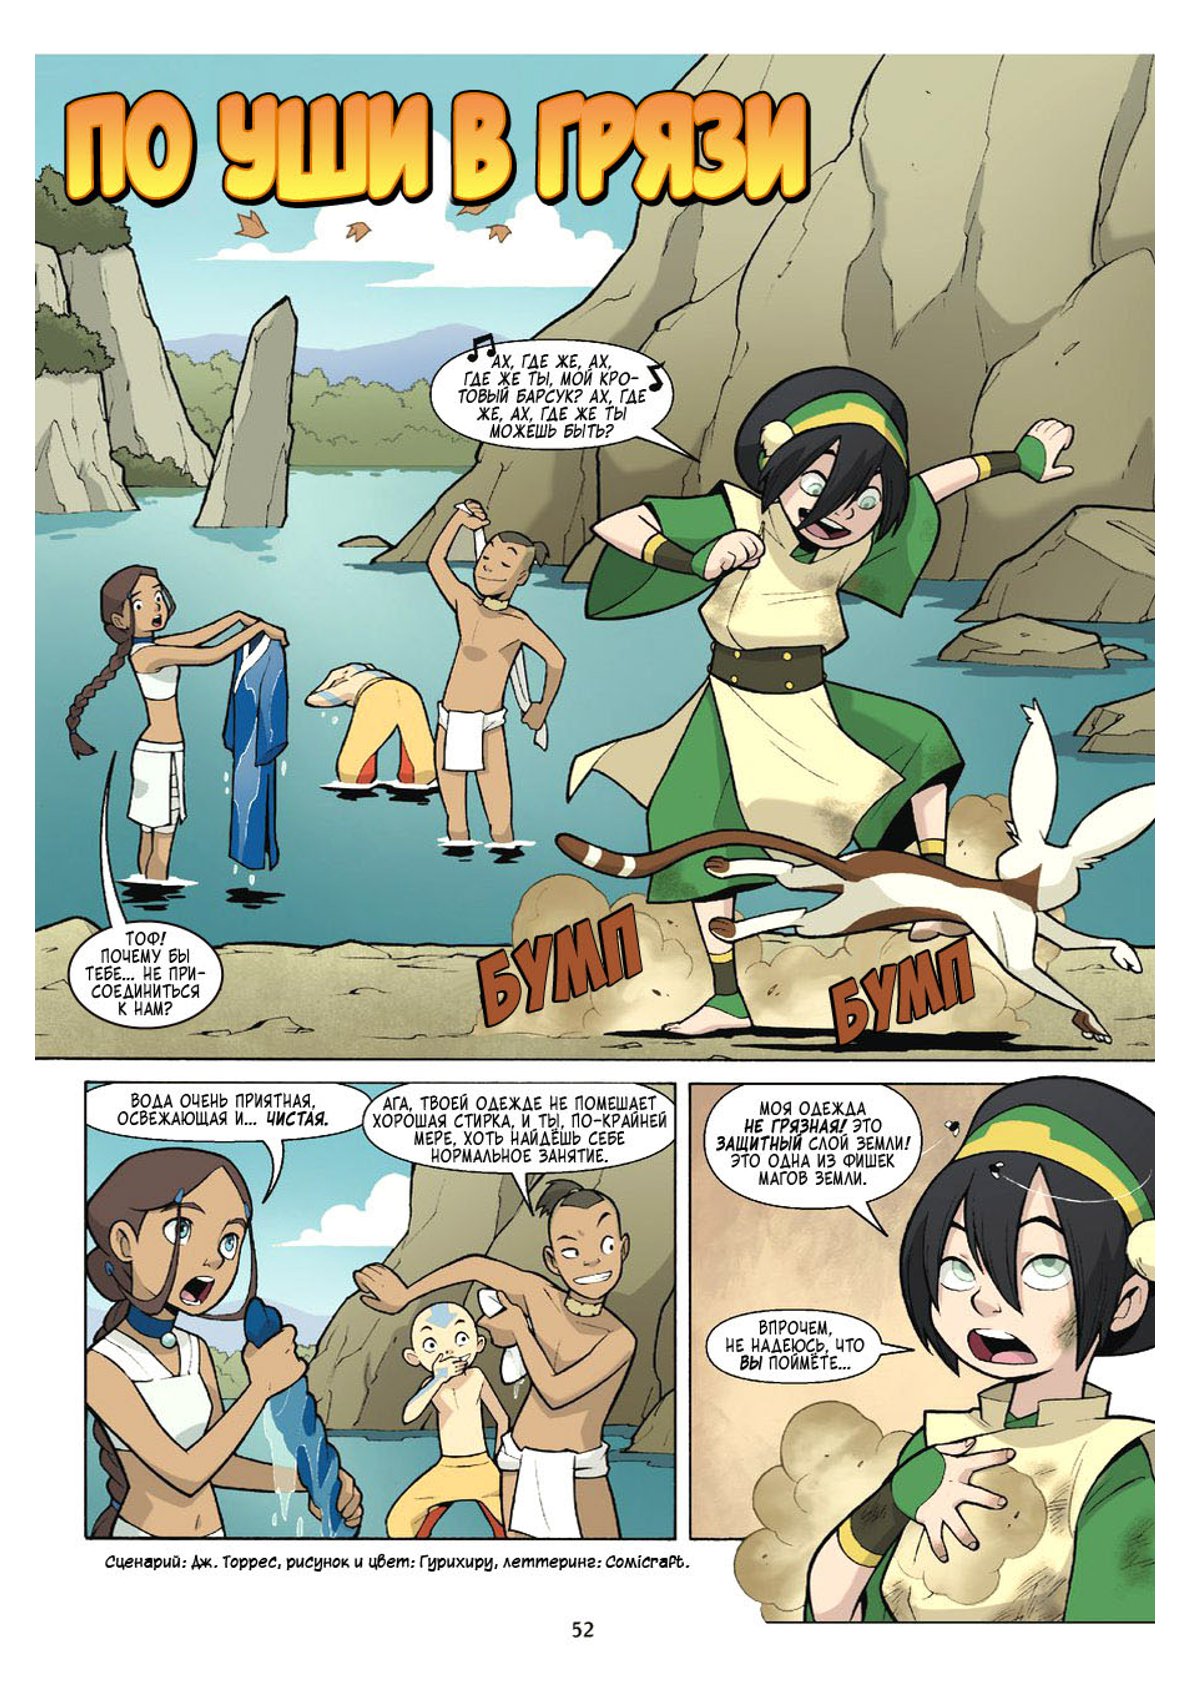 ПО УШИ В ГРЯЗИ
АХ, ГДЕ ЖЕ, АХ,
ГДЕ ЖЕ ТЫ, МОЙ КРО-
ТОВЫЙ БАРСУК? АХ, ГДЕ
ЖЕ, АХ, ГДЕ ЖЕ ТЫ
МОЖЕШЬ БЫТЬ?
ТОФ!
ПОЧЕМУ БЫ
ТЕБЕ... НЕ ПРИ-
СОЕДИНИТЬСЯ
К НАМ?
БУМП
БУМП
ВОДА ОЧЕНЬ ПРИЯТНАЯ,
ОСВЕЖАЮЩАЯ И... ЧИСТАЯ.
АГА, ТВОЕЙ ОДЕЖДЕ НЕ ПОМЕШАЕТ
ХОРОШАЯ СТИРКА, И ТЫ, ПО-КРАЙНЕЙ
МЕРЕ, ХОТЬ НАЙДЁШЬ СЕБЕ
НОРМАЛЬНОЕ ЗАНЯТИЕ.
МОЯ ОДЕЖДА
НЕ ГРЯЗНАЯ! ЭТО
ЗАЩИТНЫЙ СЛОЙ ЗЕМЛИ!
ЭТО ОДНА ИЗ ФИШЕК
МАГОВ ЗЕМЛИ.
ВПРОЧЕМ,
НЕ НАДЕЮСЬ, ЧТО
ВЫ ПОЙМЁТЕ...
Сценарий: Дж. Торрес, рисунок и цвет: Гурихиру, леттеринг: Comicraft.
52